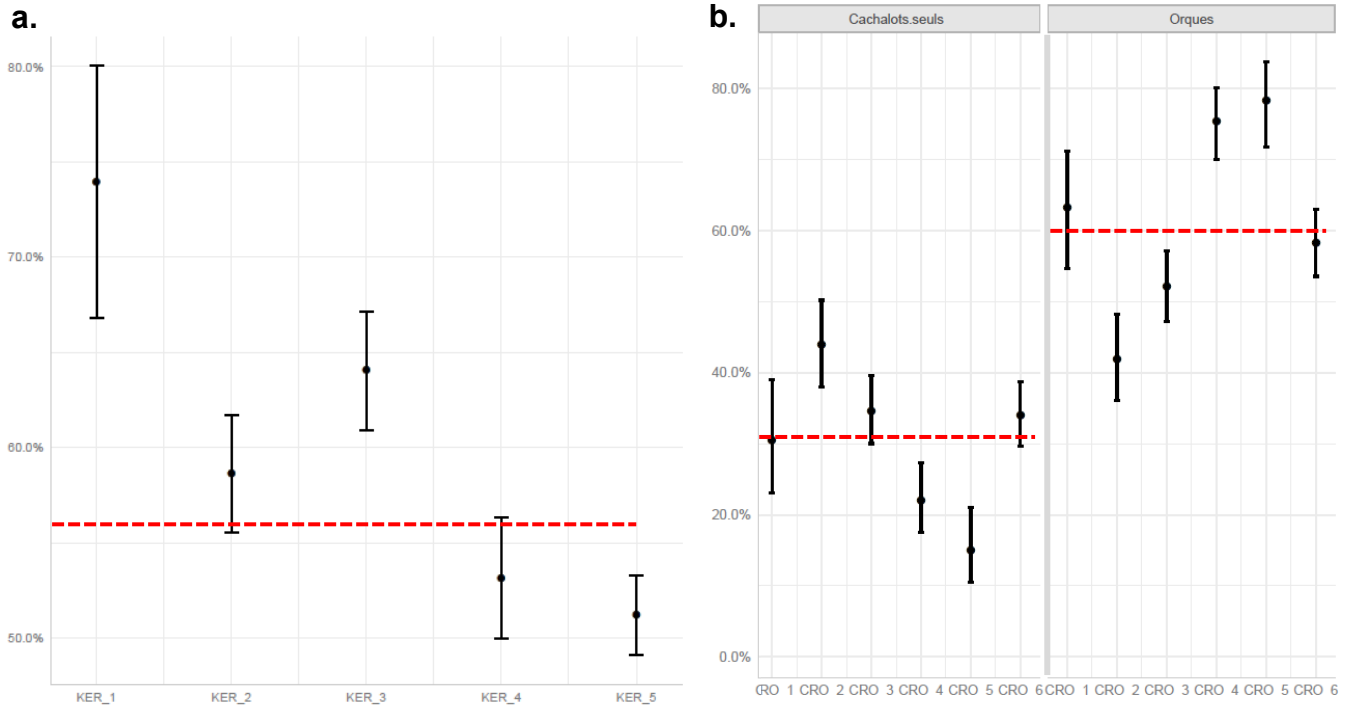 a.
80.0%
70.0%
60.0%
50.0%
KER_1 KER_2 KER_3 KER_4 KER_5
b.
Cachalots.seuls Orques
80.0%
60.0%
40.0%
20.0%
0.0%
CRO 1 CRO 2 CRO 3 CRO 4 CRO 5 CRO 6 CRO 1 CRO 2 CRO 3 CRO 4 CRO 5 CRO 6